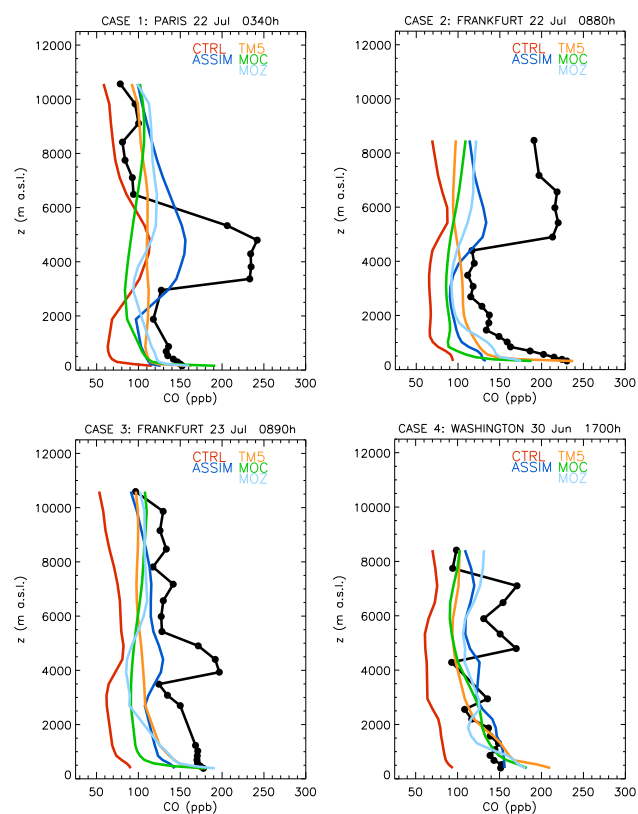 CASE 1: PARIS 22 Jul 0340h
CTRL TM5
ASSIM MOC
MOZ
12000
10000
8000
6000
4000
2000
0
z (m a.s.l.)
50 100 150 200 250 300
CO (ppb)
CASE 2: FRANKFURT 22 Jul 0880h
CTRL TM5
ASSIM MOC
MOZ
12000
10000
8000
6000
4000
2000
0
z (m a.s.l.)
50 100 150 200 250 300
CO (ppb)
CASE 3: FRANKFURT 23 Jul 0890h
CTRL TM5
ASSIM MOC
MOZ
12000
10000
8000
6000
4000
2000
0
z (m a.s.l.)
50 100 150 200 250 300
CO (ppb)
CASE 4: WASHINGTON 30 Jun 1700h
CTRL TM5
ASSIM MOC
MOZ
12000
10000
8000
6000
4000
2000
0
z (m a.s.l.)
50 100 150 200 250 300
CO (ppb)